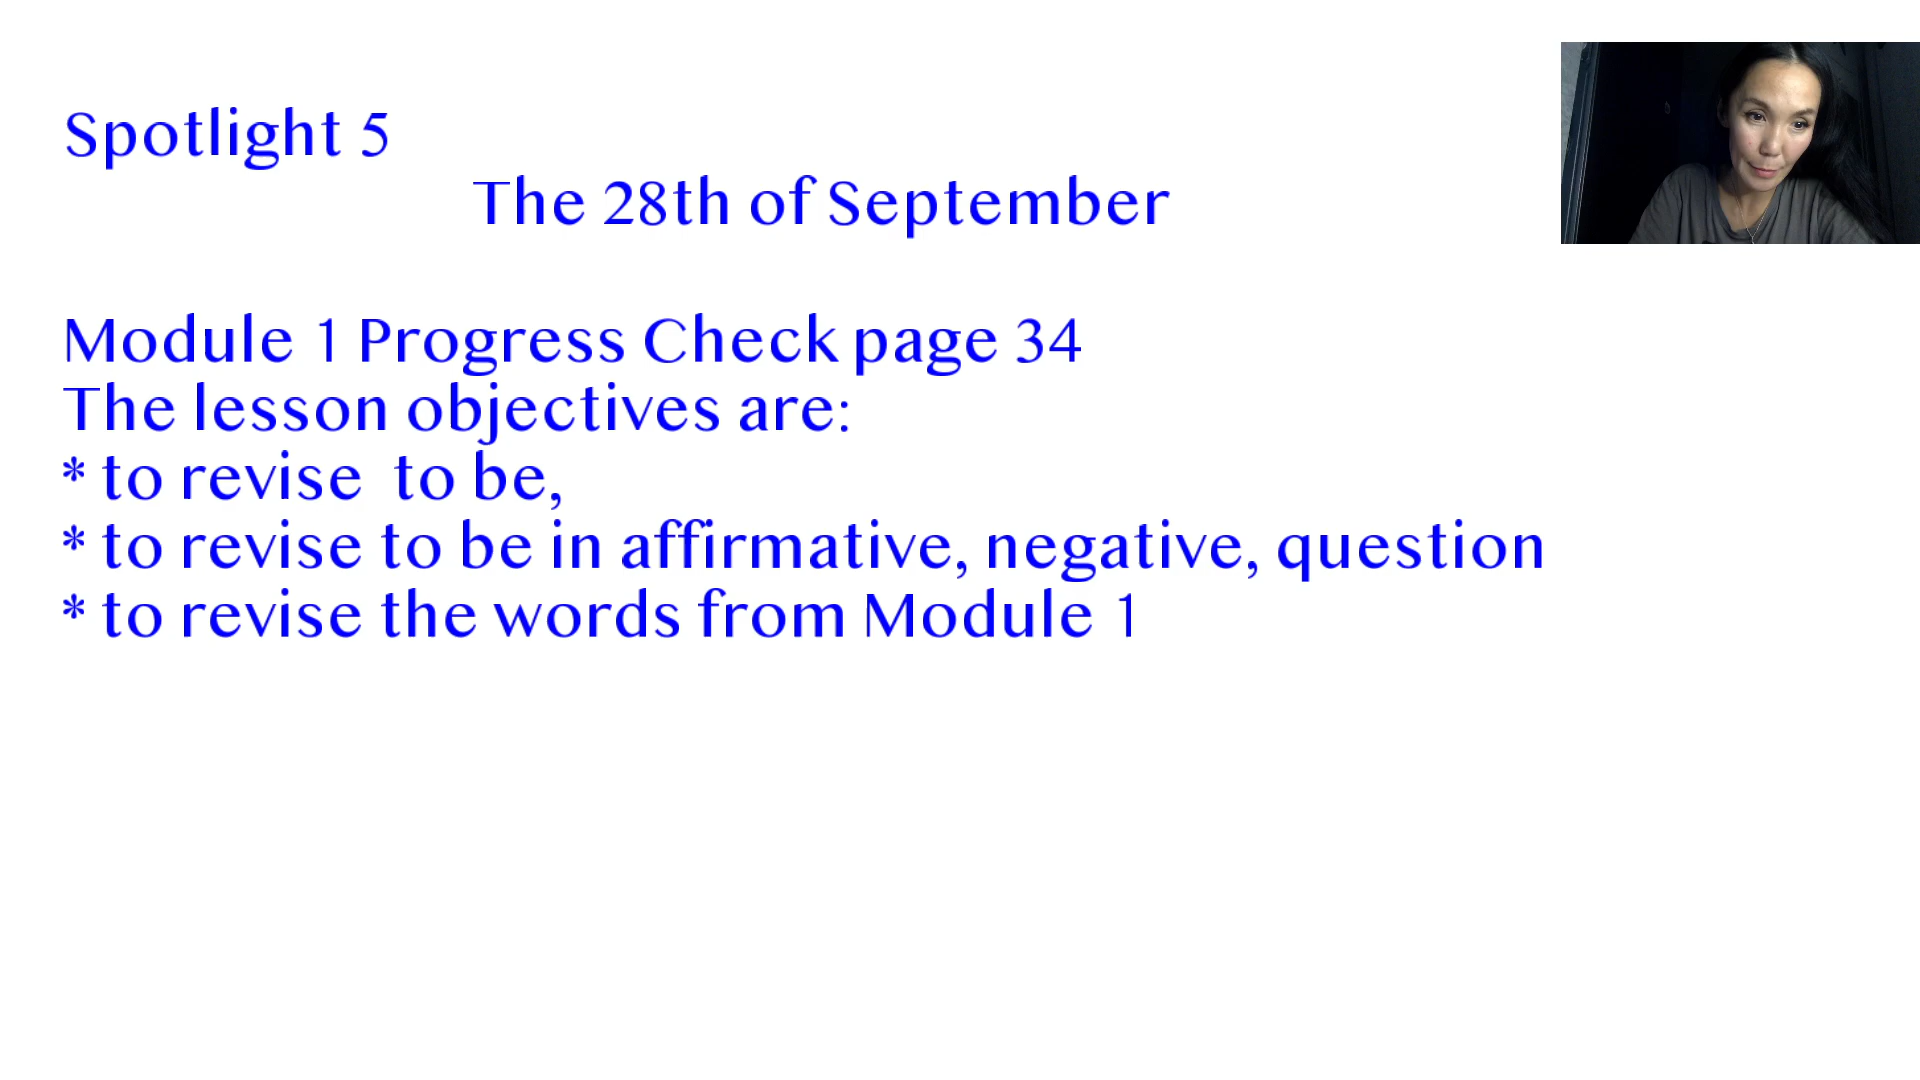 Spotlight 5
The 28th of September
Module 1 Progress Check page 34
The lesson objectives are:
* to revise  to be,
* to revise to be in affirmative, negative, question
* to revise the words from Module 1